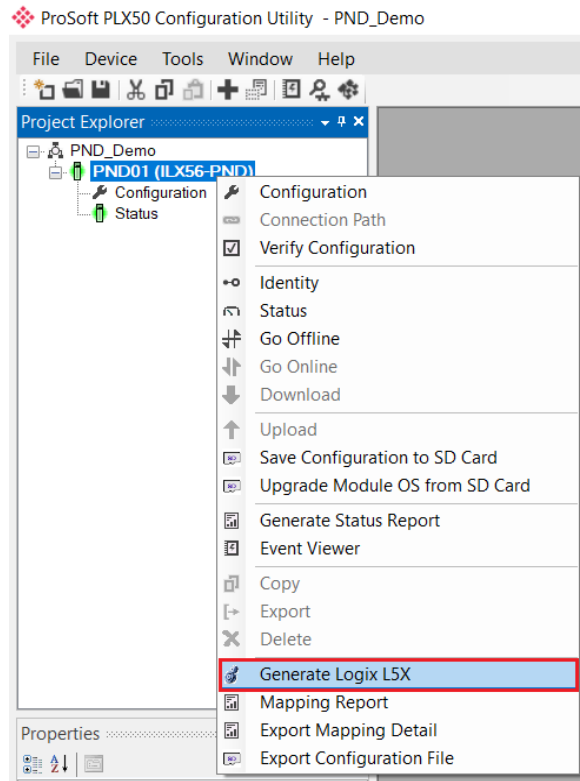 ProSoft PLX50 Configuration Utility - PND_Demo
File Device Tools Window Help
Project Explorer
PND_Demo
PND01 (ILX56-PND)
Configuration
Status
Configuration
Connection Path
Verify Configuration
Identity
Status
Go Offline
Go Online
Download
Upload
Save Configuration to SD Card
Upgrade Module OS from SD Card
Generate Status Report
Event Viewer
Copy
Export
Delete
Generate Logix L5X
Mapping Report
Export Mapping Detail
Export Configuration File
Properties